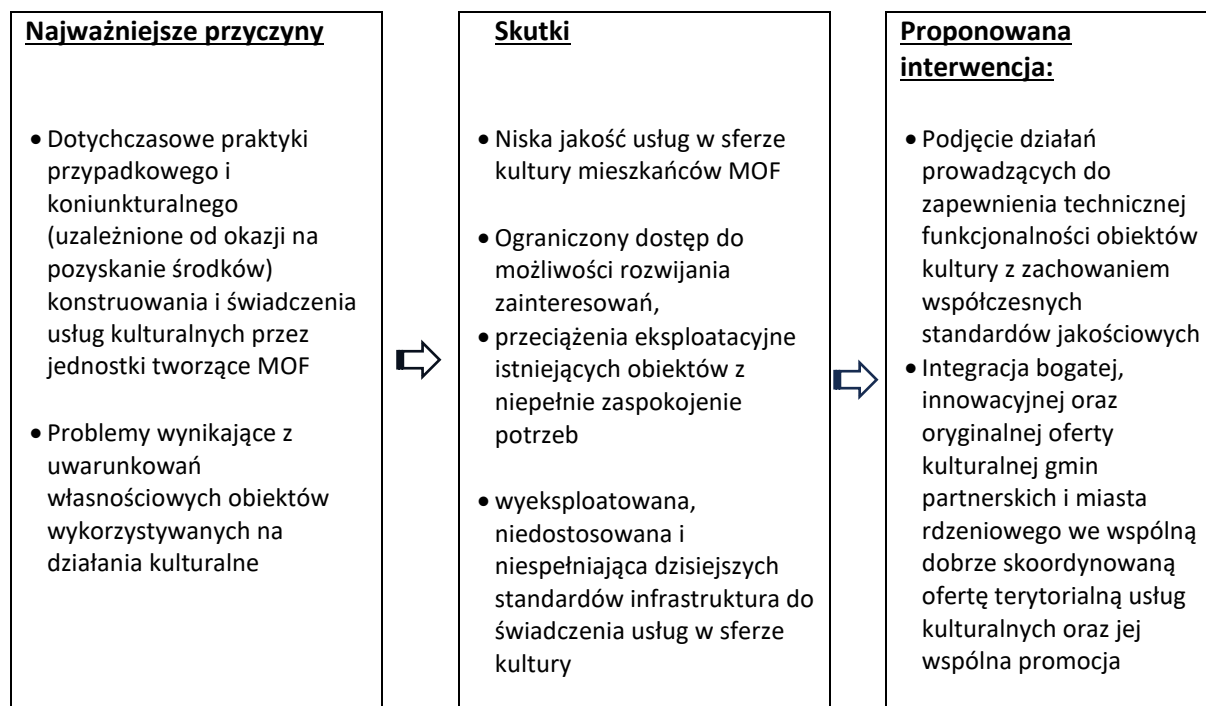 Najważniejsze przyczyny
• Dotychczasowe praktyki
przypadkowego i
koniunkturalnego
(uzależnione od okazji na
pozyskanie środków)
konstruowania i świadczenia
usług kulturalnych przez
jednostki tworzące MOF
• Problemy wynikające z
uwarunkowań
własnościowych obiektów
wykorzystywanych na
działania kulturalne
Skutki
• Niska jakość usług w sferze
kultury mieszkańców MOF
• Ograniczony dostęp do
możliwości rozwijania
zainteresowań,
• przeciążenia eksploatacyjne
istniejących obiektów z
niepełnie zaspokojenie
potrzeb
• wyeksploatowana,
niedostosowana i
niespełniająca dzisiejszych
standardów infrastruktura do
świadczenia usług w sferze
kultury
Proponowana
interwencja:
• Podjęcie działań
prowadzących do
zapewnienia technicznej
funkcjonalności obiektów
kultury z zachowaniem
współczesnych
standardów jakościowych
• Integracja bogatej,
innowacyjnej oraz
oryginalnej oferty
kulturalnej gmin
partnerskich i miasta
rdzeniowego we wspólną
dobrze skoordynowaną
ofertę terytorialną usług
kulturalnych oraz jej
wspólna promocja